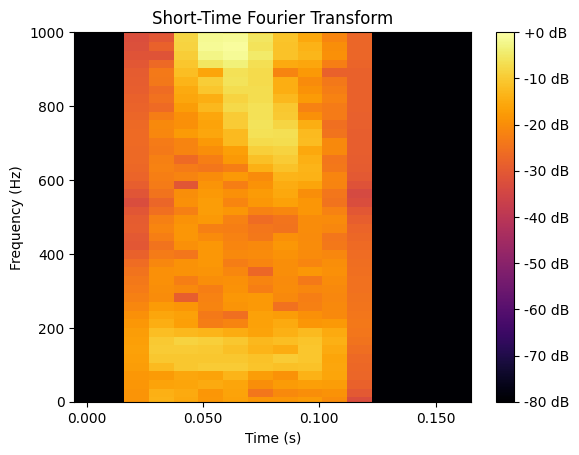 Short-Time Fourier Transform
1000
800
600
400
200
0
Frequency (Hz)
0.000
0.050
0.100
0.150
Time (s)
+0 dB
-10 dB
-20 dB
-30 dB
-40 dB
-50 dB
-60 dB
-70 dB
-80 dB